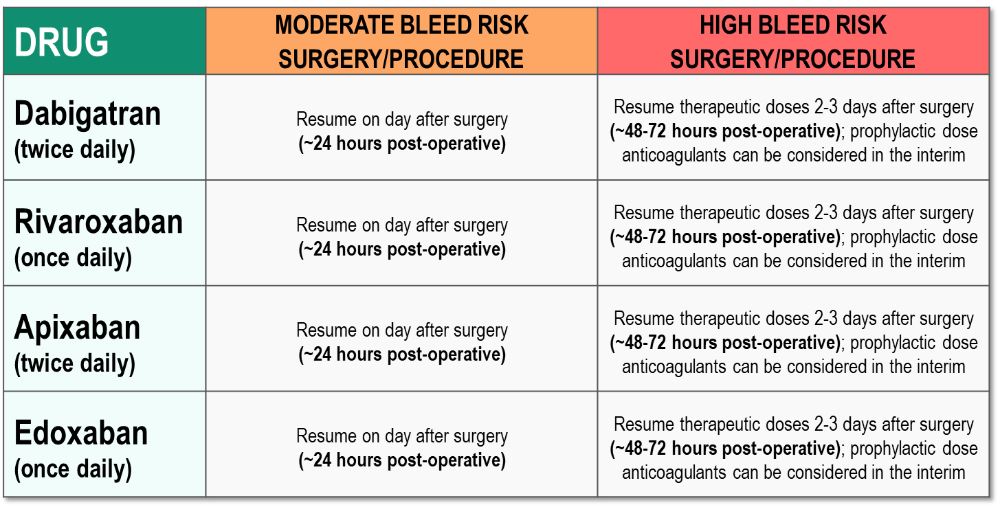 DRUG
MODERATE BLEED RISK
SURGERY/PROCEDURE
HIGH BLEED RISK
SURGERY/PROCEDURE
Dabigatran
(twice daily)
Resume on day after surgery
(~24 hours post-operative)
Resume therapeutic doses 2-3 days after surgery
(~48-72 hours post-operative); prophylactic dose
anticoagulants can be considered in the interim
Rivaroxaban
(once daily)
Resume on day after surgery
(~24 hours post-operative)
Resume therapeutic doses 2-3 days after surgery
(~48-72 hours post-operative); prophylactic dose
anticoagulants can be considered in the interim
Apixaban
(twice daily)
Resume on day after surgery
(~24 hours post-operative)
Resume therapeutic doses 2-3 days after surgery
(~48-72 hours post-operative); prophylactic dose
anticoagulants can be considered in the interim
Edoxaban
(once daily)
Resume on day after surgery
(~24 hours post-operative)
Resume therapeutic doses 2-3 days after surgery
(~48-72 hours post-operative); prophylactic dose
anticoagulants can be considered in the interim